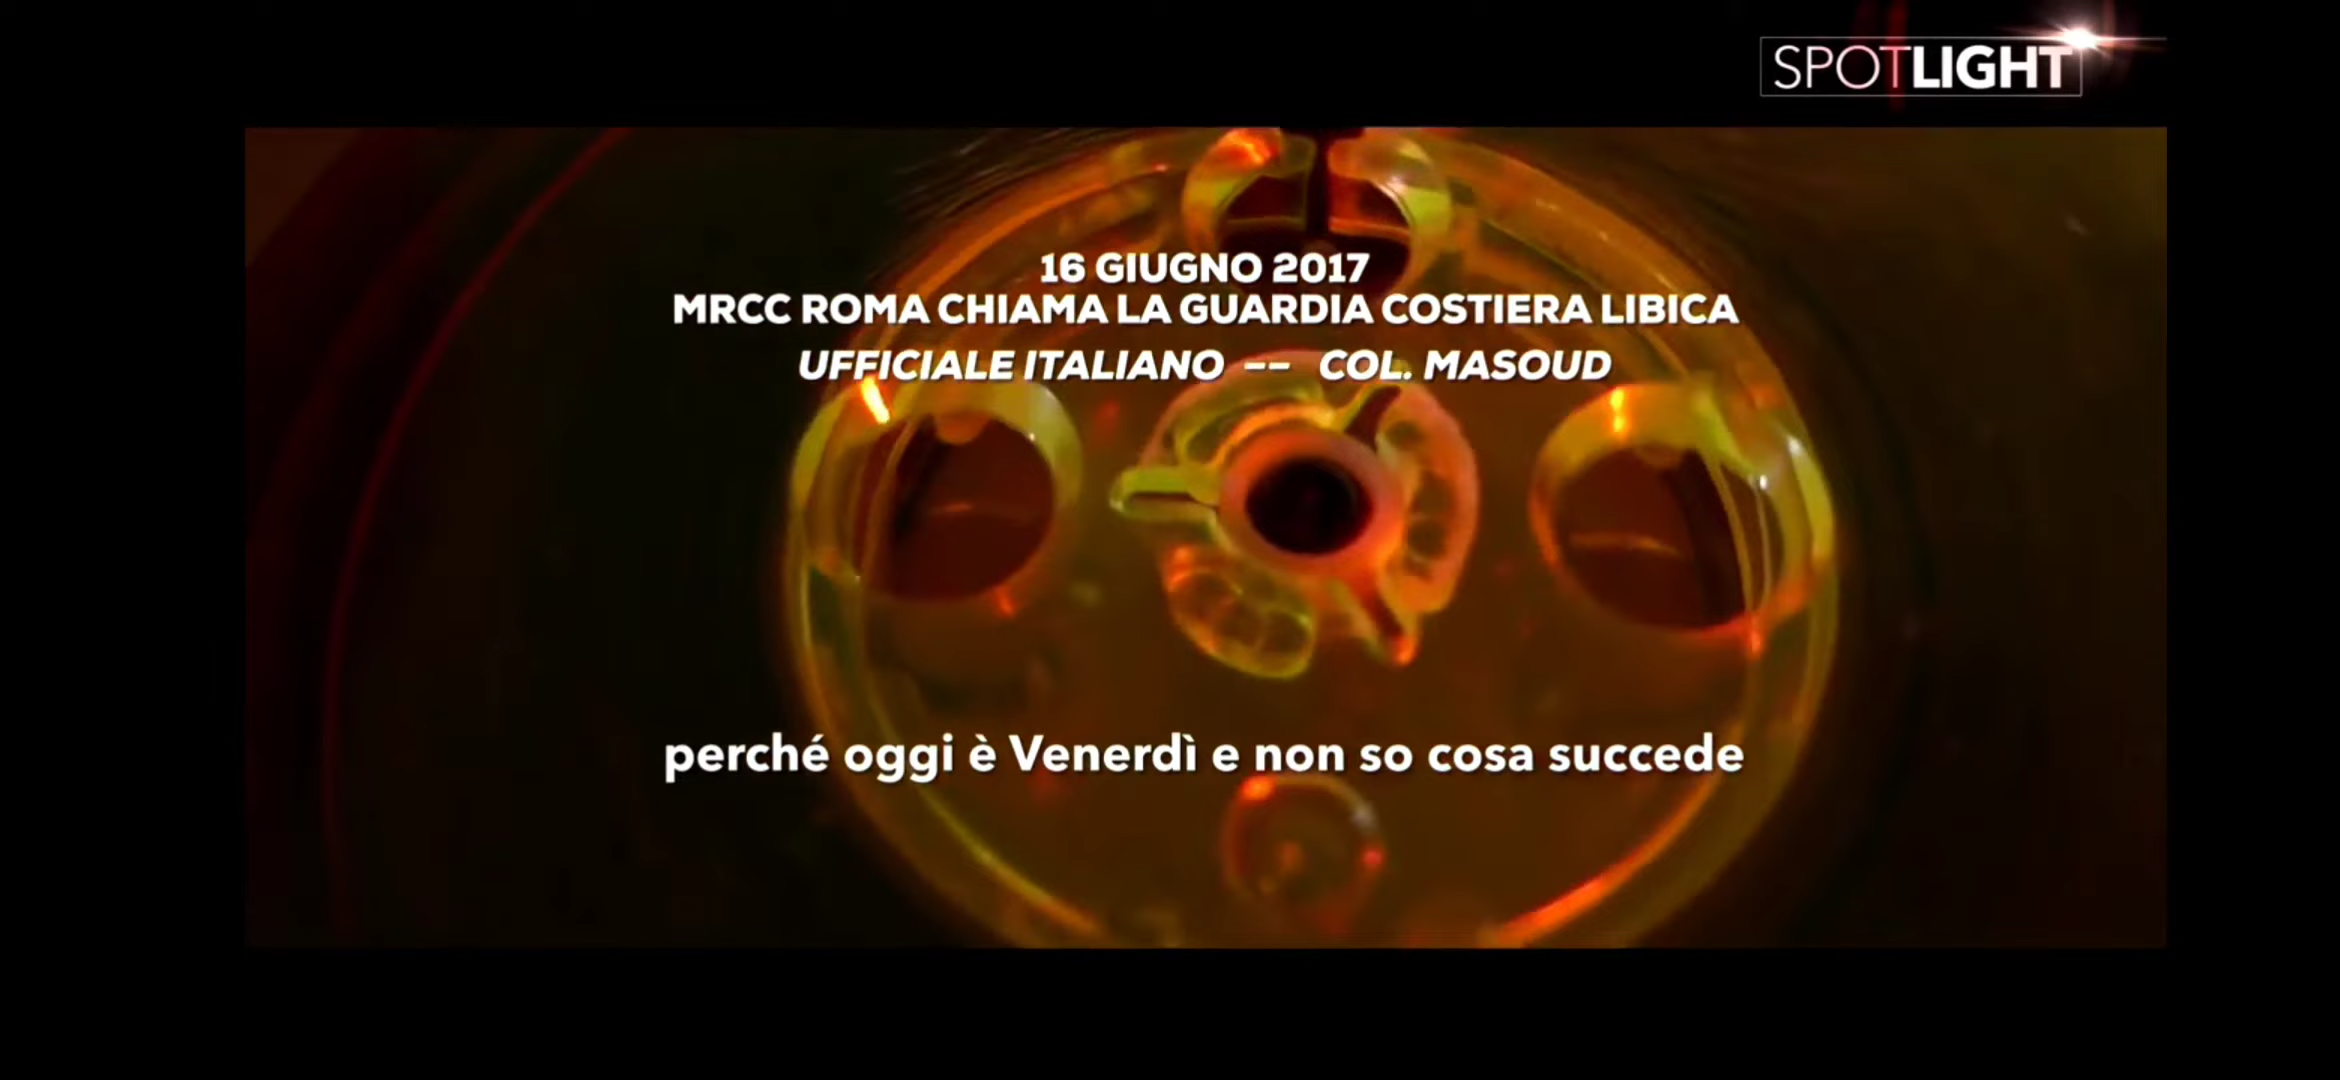 SPOTLIGHT
16 GIUGNO 2017
MRCC ROMA CHIAMA LA GUARDIA COSTIERA LIBICA
UFFICIALE ITALIANO -- COL. MASOUD
perché oggi è Venerdì e non so cosa succede